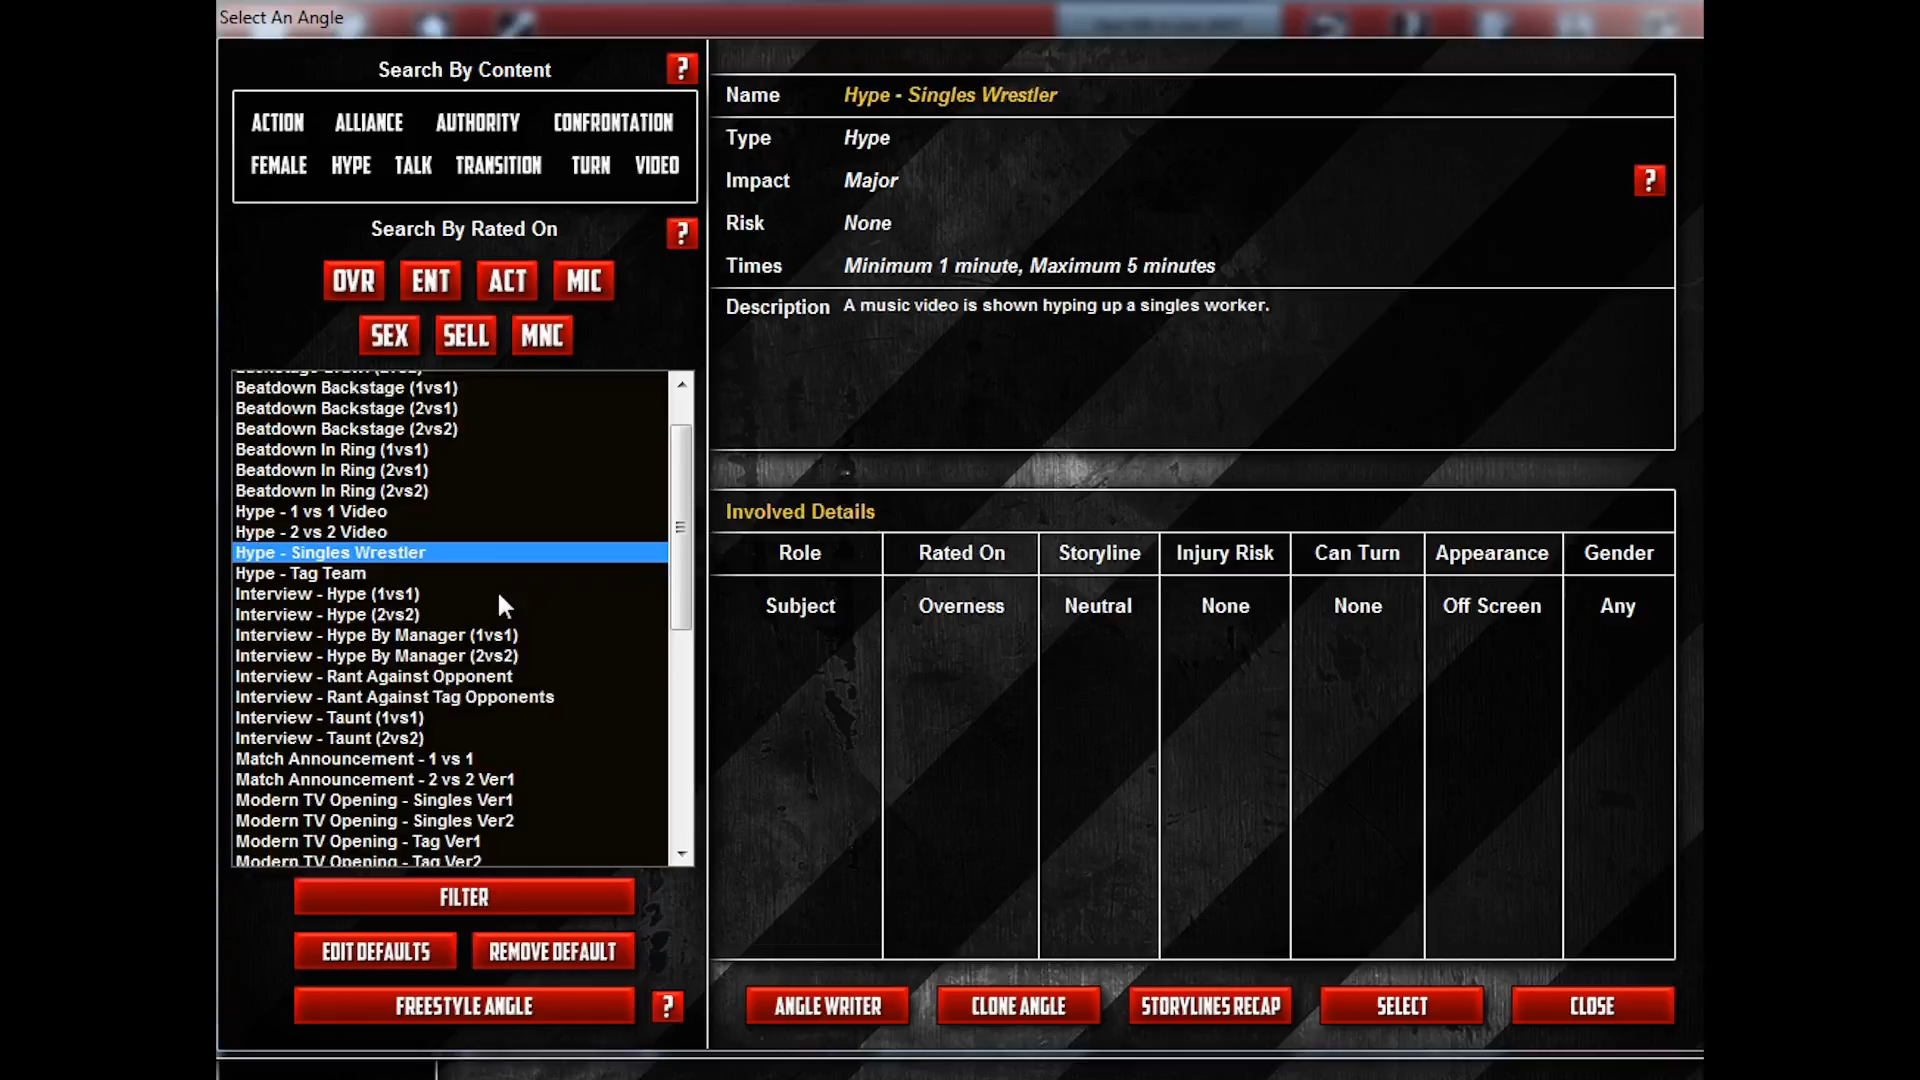 Select An Angle
Search By Content
?
ACTION ALLIANCE AUTHORITY CONFRONTATION
FEMALE HYPE TALK TRANSITION TURN VIDEO
Search By Rated On
?
OVR ENT ACT MIC
SEX SELL MNC
Beatdown Backstage (1vs1)
Beatdown Backstage (2vs1)
Beatdown Backstage (2vs2)
Beatdown In Ring (1vs1)
Beatdown In Ring (2vs1)
Beatdown In Ring (2vs2)
Hype - 1 vs 1 Video
Hype - 2 vs 2 Video
Hype - Singles Wrestler
Hype - Tag Team
Interview - Hype (1vs1)
Interview - Hype (2vs2)
Interview - Hype By Manager (1vs1)
Interview - Hype By Manager (2vs2)
Interview - Rant Against Opponent
Interview - Rant Against Tag Opponents
Interview - Taunt (1vs1)
Interview - Taunt (2vs2)
Match Announcement - 1 vs 1
Match Announcement - 2 vs 2 Ver1
Modern TV Opening - Singles Ver1
Modern TV Opening - Singles Ver2
Modern TV Opening - Tag Ver1
Modern TV Opening - Tag Ver2
FILTER
EDIT DEFAULTS REMOVE DEFAULT
FREESTYLE ANGLE ?
Name Hype - Singles Wrestler
Type Hype
Impact Major ?
Risk None
Times Minimum 1 minute, Maximum 5 minutes
Description A music video is shown hyping up a singles worker.
Involved Details
Role Rated On Storyline Injury Risk Can Turn Appearance Gender
Subject Overness Neutral None None Off Screen Any
ANGLE WRITER CLONE ANGLE STORYLINES RECAP SELECT CLOSE